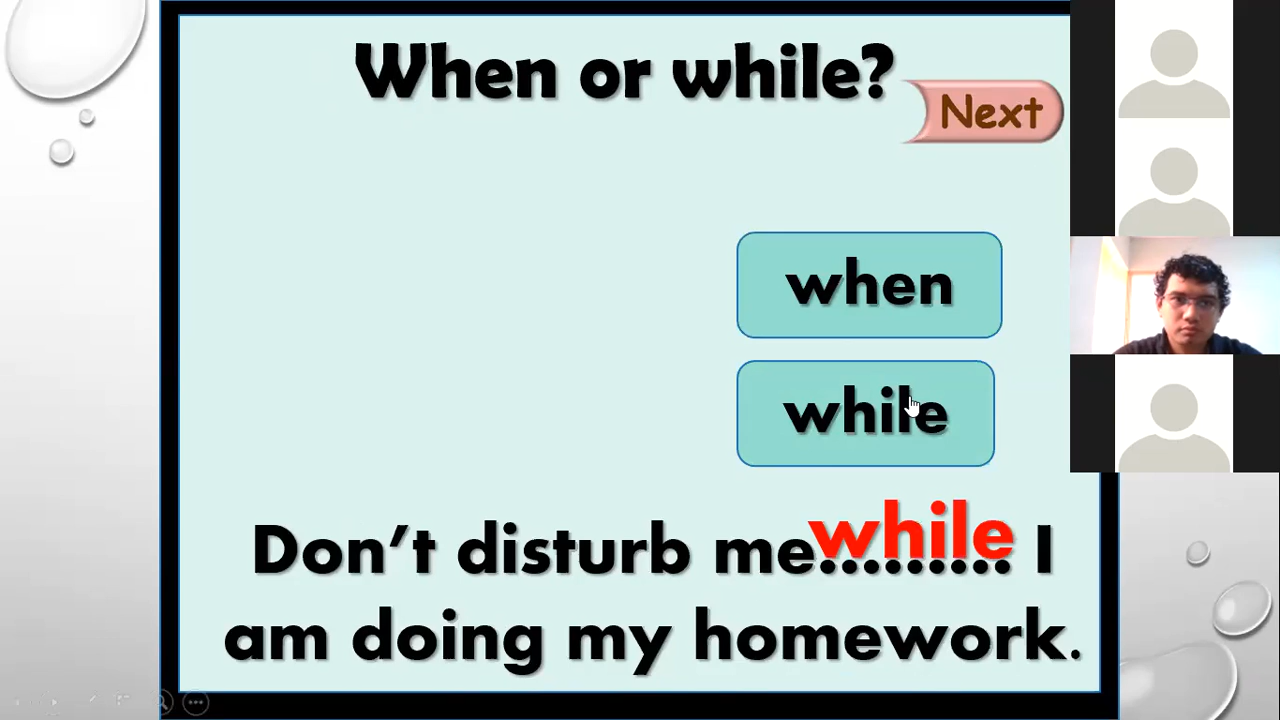 When or while?
Next
when
while
Don’t disturb me......... I
while
am doing my homework.